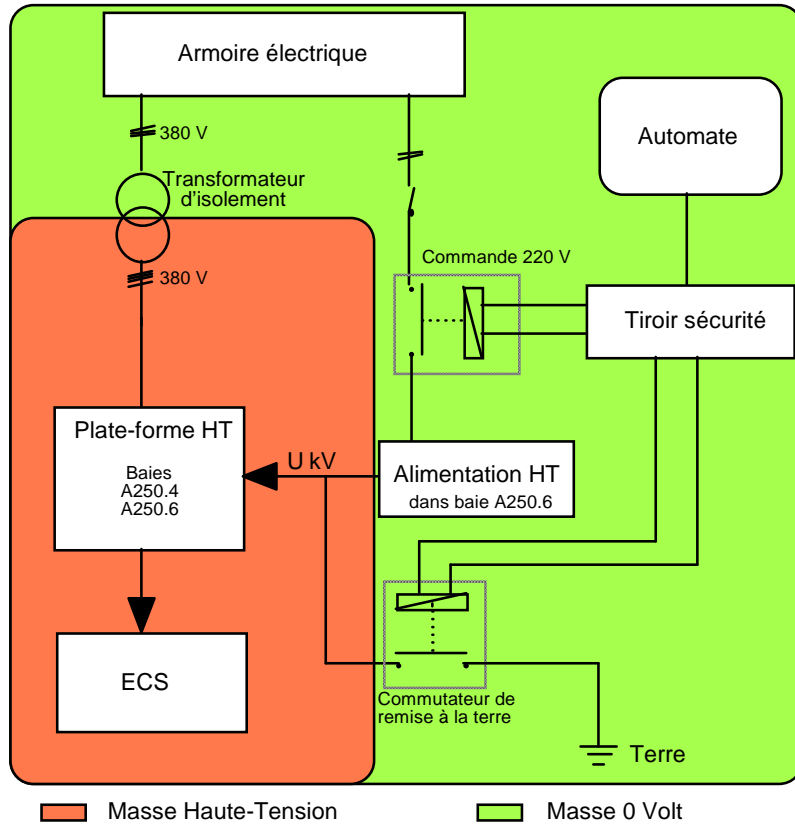 Armoire électrique
380 V
Automate
Transformateur
d'isolement
Commande 220 V
380 V
Tiroir sécurité
Plate-forme HT
Baies
A250.4
A250.6
U kV
Alimentation HT
dans baie A250.6
ECS
Commutateur de
remise à la terre
Terre
Masse Haute-Tension
Masse 0 Volt